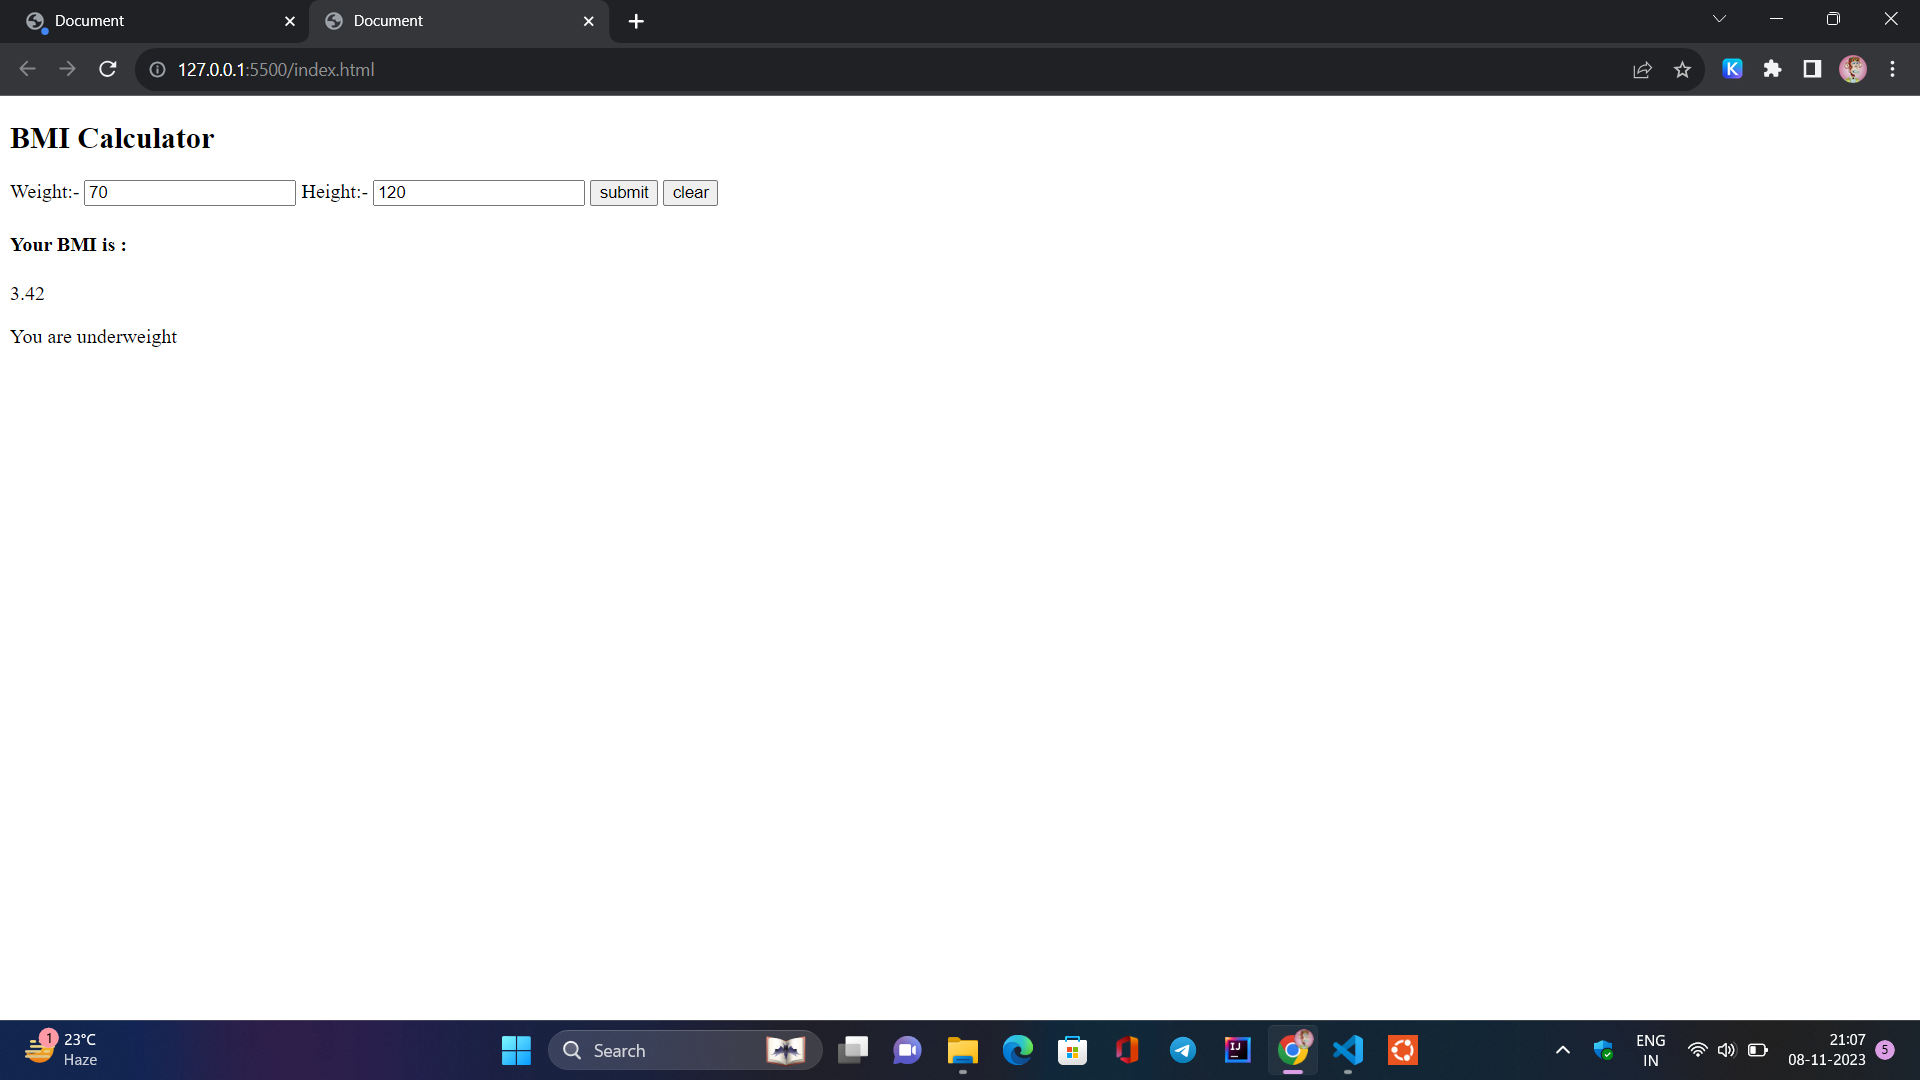 Document
Document
127.0.0.1:5500/index.html
K
BMI Calculator
Weight:- 70 Height:- 120 submit clear
Your BMI is :
3.42
You are underweight
1
23°C
Haze
Search
IJ
ENG
IN
21:07
08-11-2023
5